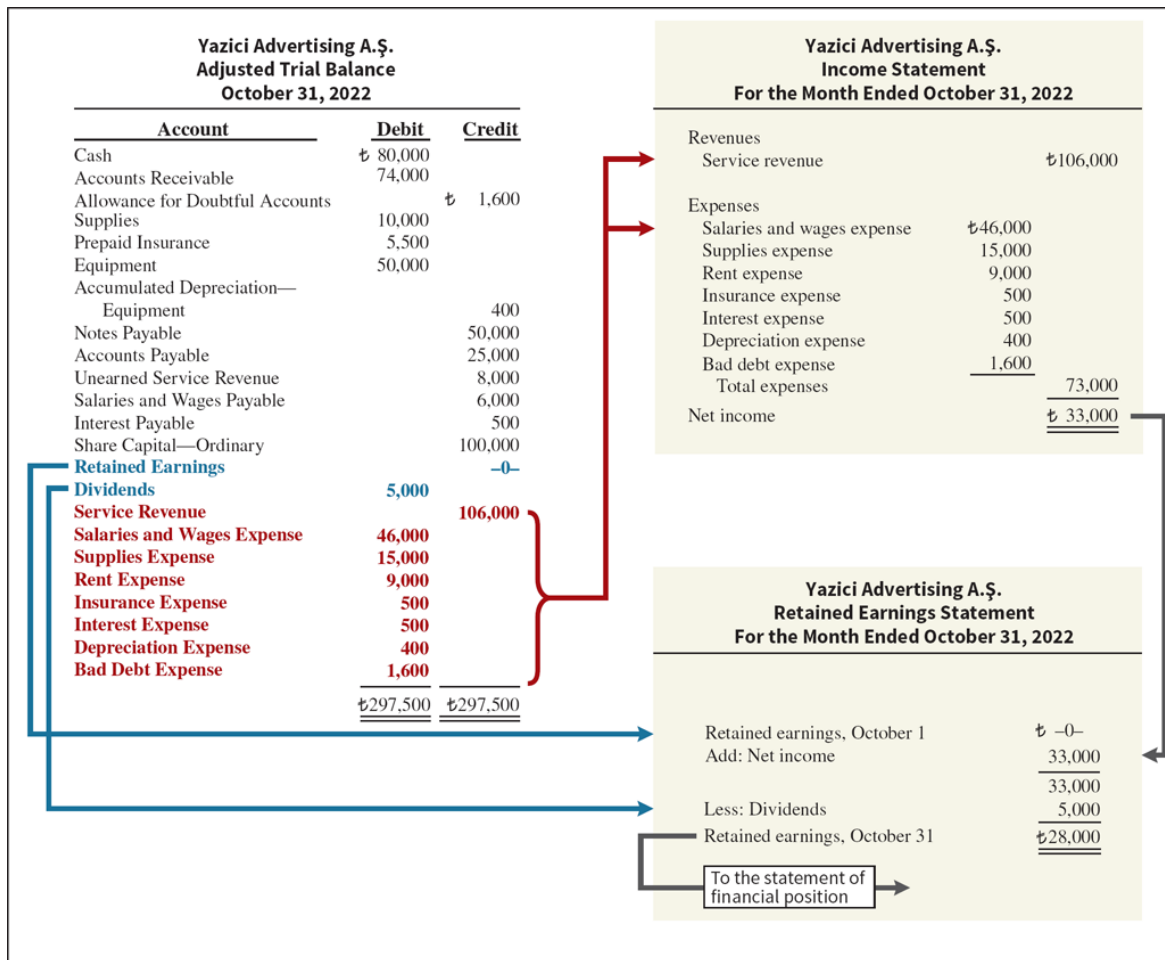 Yazici Advertising A.Ş.
Adjusted Trial Balance
October 31, 2022
Account Debit Credit
Cash ₺ 80,000
Accounts Receivable 74,000
Allowance for Doubtful Accounts ₺ 1,600
Supplies 10,000
Prepaid Insurance 5,500
Equipment 50,000
Accumulated Depreciation—
Equipment 400
Notes Payable 50,000
Accounts Payable 25,000
Unearned Service Revenue 8,000
Salaries and Wages Payable 6,000
Interest Payable 500
Share Capital—Ordinary 100,000
Retained Earnings –0–
Dividends 5,000
Service Revenue 106,000
Salaries and Wages Expense 46,000
Supplies Expense 15,000
Rent Expense 9,000
Insurance Expense 500
Interest Expense 500
Depreciation Expense 400
Bad Debt Expense 1,600
₺297,500 ₺297,500
Yazici Advertising A.Ş.
Income Statement
For the Month Ended October 31, 2022
Revenues
Service revenue ₺106,000
Expenses
Salaries and wages expense ₺46,000
Supplies expense 15,000
Rent expense 9,000
Insurance expense 500
Interest expense 500
Depreciation expense 400
Bad debt expense 1,600
Total expenses 73,000
Net income ₺ 33,000
Yazici Advertising A.Ş.
Retained Earnings Statement
For the Month Ended October 31, 2022
Retained earnings, October 1 ₺ –0–
Add: Net income 33,000
33,000
Less: Dividends 5,000
Retained earnings, October 31 ₺28,000
To the statement of
financial position